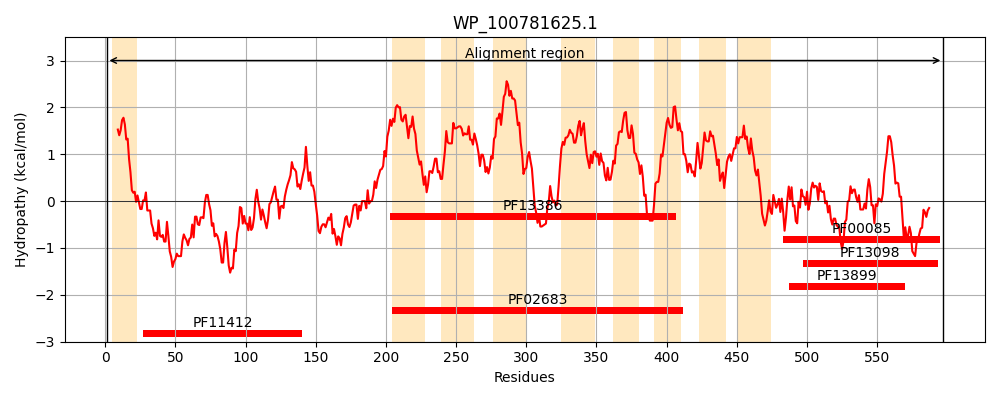 WP_100781625.1
Alignment region
3
2
1
0
−1
−2
−3
Hydropathy (kcal/mol)
PF13386
PF00085
PF13098
PF13899
PF02683
PF11412
0
50
100
150
200
250
300
350
400
450
500
550
Residues